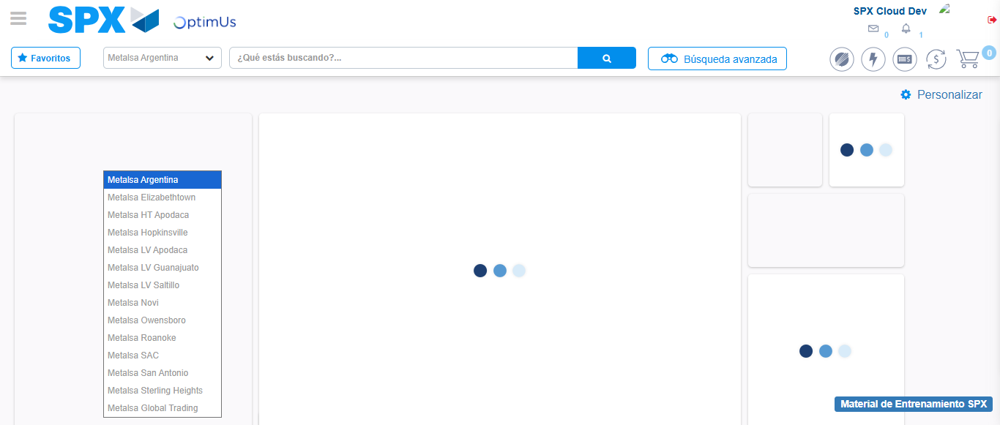 SPX
OptimUs
SPX Cloud Dev
0
1
Favoritos
Metalsa Argentina
¿Qué estás buscando?...
Búsqueda avanzada
$
$
0
Personalizar
Metalsa Argentina
Metalsa Elizabethtown
Metalsa HT Apodaca
Metalsa Hopkinsville
Metalsa LV Apodaca
Metalsa LV Guanajuato
Metalsa LV Saltillo
Metalsa Novi
Metalsa Owensboro
Metalsa Roanoke
Metalsa SAC
Metalsa San Antonio
Metalsa Sterling Heights
Metalsa Global Trading
Material de Entrenamiento SPX